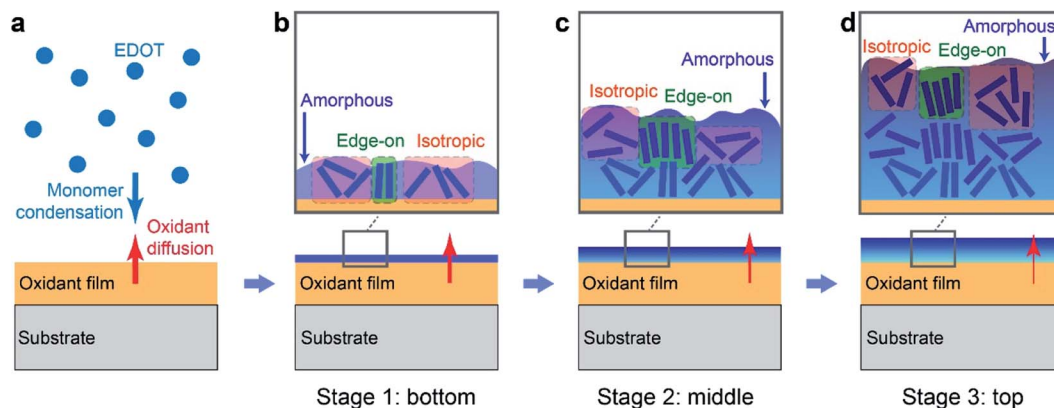 a
EDOT
Monomer
condensation
Oxidant
diffusion
Oxidant film
Substrate
b
Amorphous
Edge-on
Isotropic
Oxidant film
Substrate
Stage 1: bottom
c
Amorphous
Isotropic
Edge-on
Oxidant film
Substrate
Stage 2: middle
d
Amorphous
Isotropic
Edge-on
Oxidant film
Substrate
Stage 3: top